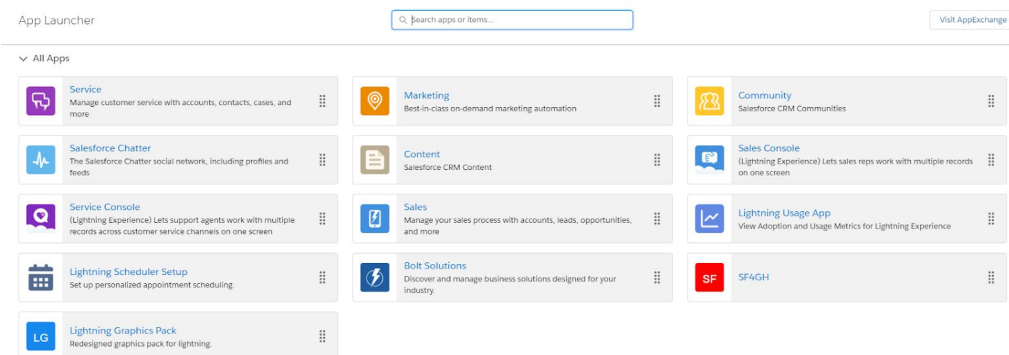 App Launcher
Search apps or items...
Visit AppExchange
All Apps
Service
Manage customer service with accounts, contacts, cases, and
more
Marketing
Best-in-class on-demand marketing automation
Community
Salesforce CRM Communities
Salesforce Chatter
The Salesforce Chatter social network, including profiles and
feeds
Content
Salesforce CRM Content
Sales Console
(Lightning Experience) Lets sales reps work with multiple records
on one screen
Service Console
(Lightning Experience) Lets support agents work with multiple
records across customer service channels on one screen
Sales
Manage your sales process with accounts, leads, opportunities,
and more
Lightning Usage App
View Adoption and Usage Metrics for Lightning Experience
Lightning Scheduler Setup
Set up personalized appointment scheduling.
Bolt Solutions
Discover and manage business solutions designed for your
industry.
SF
SF4GH
LG
Lightning Graphics Pack
Redesigned graphics pack for lightning.